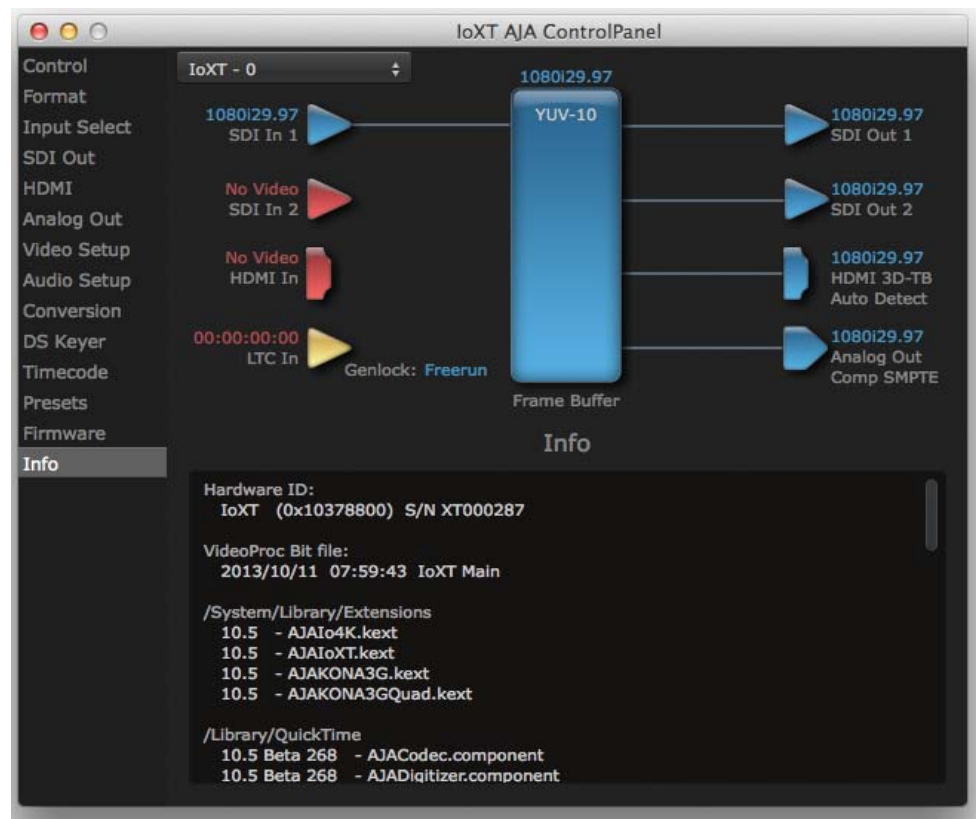 IoXT AJA ControlPanel
Control
Format
Input Select
SDI Out
HDMI
Analog Out
Video Setup
Audio Setup
Conversion
DS Keyer
Timecode
Presets
Firmware
Info
IoXT - 0
1080i29.97
SDI In 1
No Video
SDI In 2
No Video
HDMI In
00:00:00:00
LTC In
Genlock: Freerun
1080i29.97
YUV-10
Frame Buffer
1080i29.97
SDI Out 1
1080i29.97
SDI Out 2
1080i29.97
HDMI 3D-TB
Auto Detect
1080i29.97
Analog Out
Comp SMPTE
Info
Hardware ID:
IoXT (0x10378800) S/N XT000287
VideoProc Bit file:
2013/10/11 07:59:43 IoXT Main
/System/Library/Extensions
10.5 - AJAIo4K.kext
10.5 - AJAIoXT.kext
10.5 - AJAKONA3G.kext
10.5 - AJAKONA3GQuad.kext
/Library/QuickTime
10.5 Beta 268 - AJACodec.component
10.5 Beta 268 - AJADigitizer.component